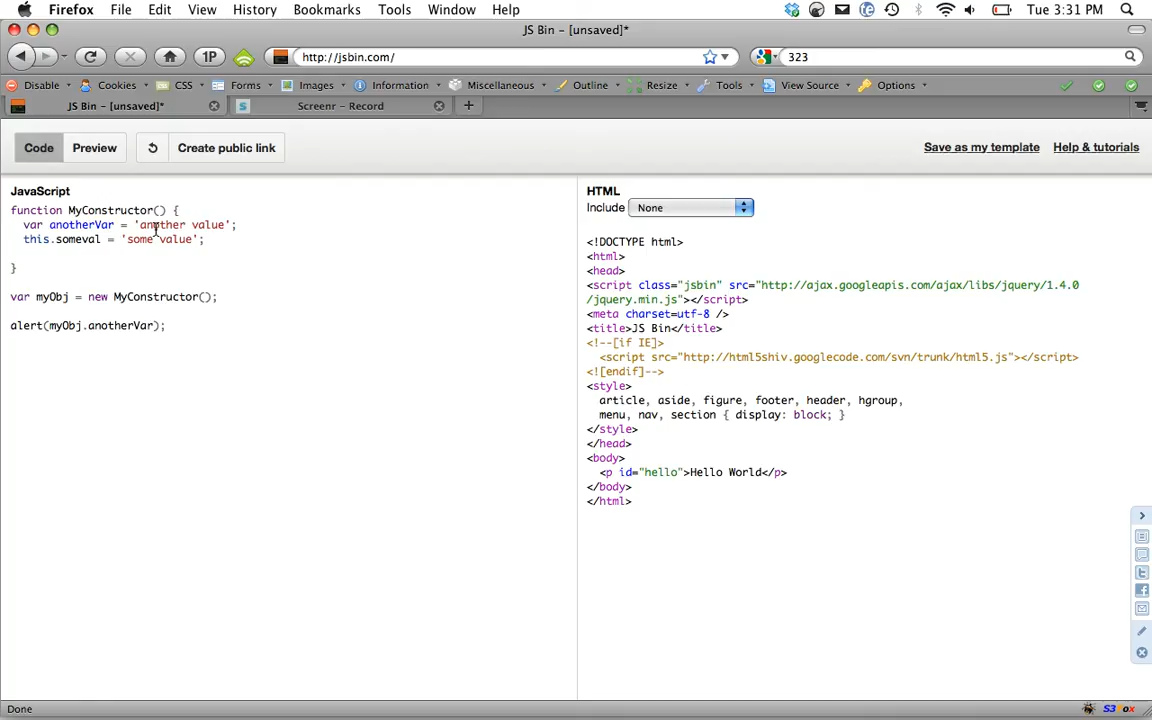 Firefox File Edit View History Bookmarks Tools Window Help Tue 3:31 PM
JS Bin – [unsaved]*
1P http://jsbin.com/ 323
Disable Cookies CSS Forms Images Information Miscellaneous Outline Resize Tools View Source Options
JS Bin – [unsaved]* S Screenr – Record
Code Preview Create public link Save as my template Help & tutorials
JavaScript
function MyConstructor() {
var anotherVar = 'another value';
this.someval = 'some value';
}
var myObj = new MyConstructor();
alert(myObj.anotherVar);
HTML
Include None
<!DOCTYPE html>
<html>
<head>
<script class="jsbin" src="http://ajax.googleapis.com/ajax/libs/jquery/1.4.0
/jquery.min.js"></script>
<meta charset=utf-8 />
<title>JS Bin</title>
<!--[if IE]>
<script src="http://html5shiv.googlecode.com/svn/trunk/html5.js"></script>
<![endif]-->
<style>
article, aside, figure, footer, header, hgroup,
menu, nav, section { display: block; }
</style>
</head>
<body>
<p id="hello">Hello World</p>
</body>
</html>
Done